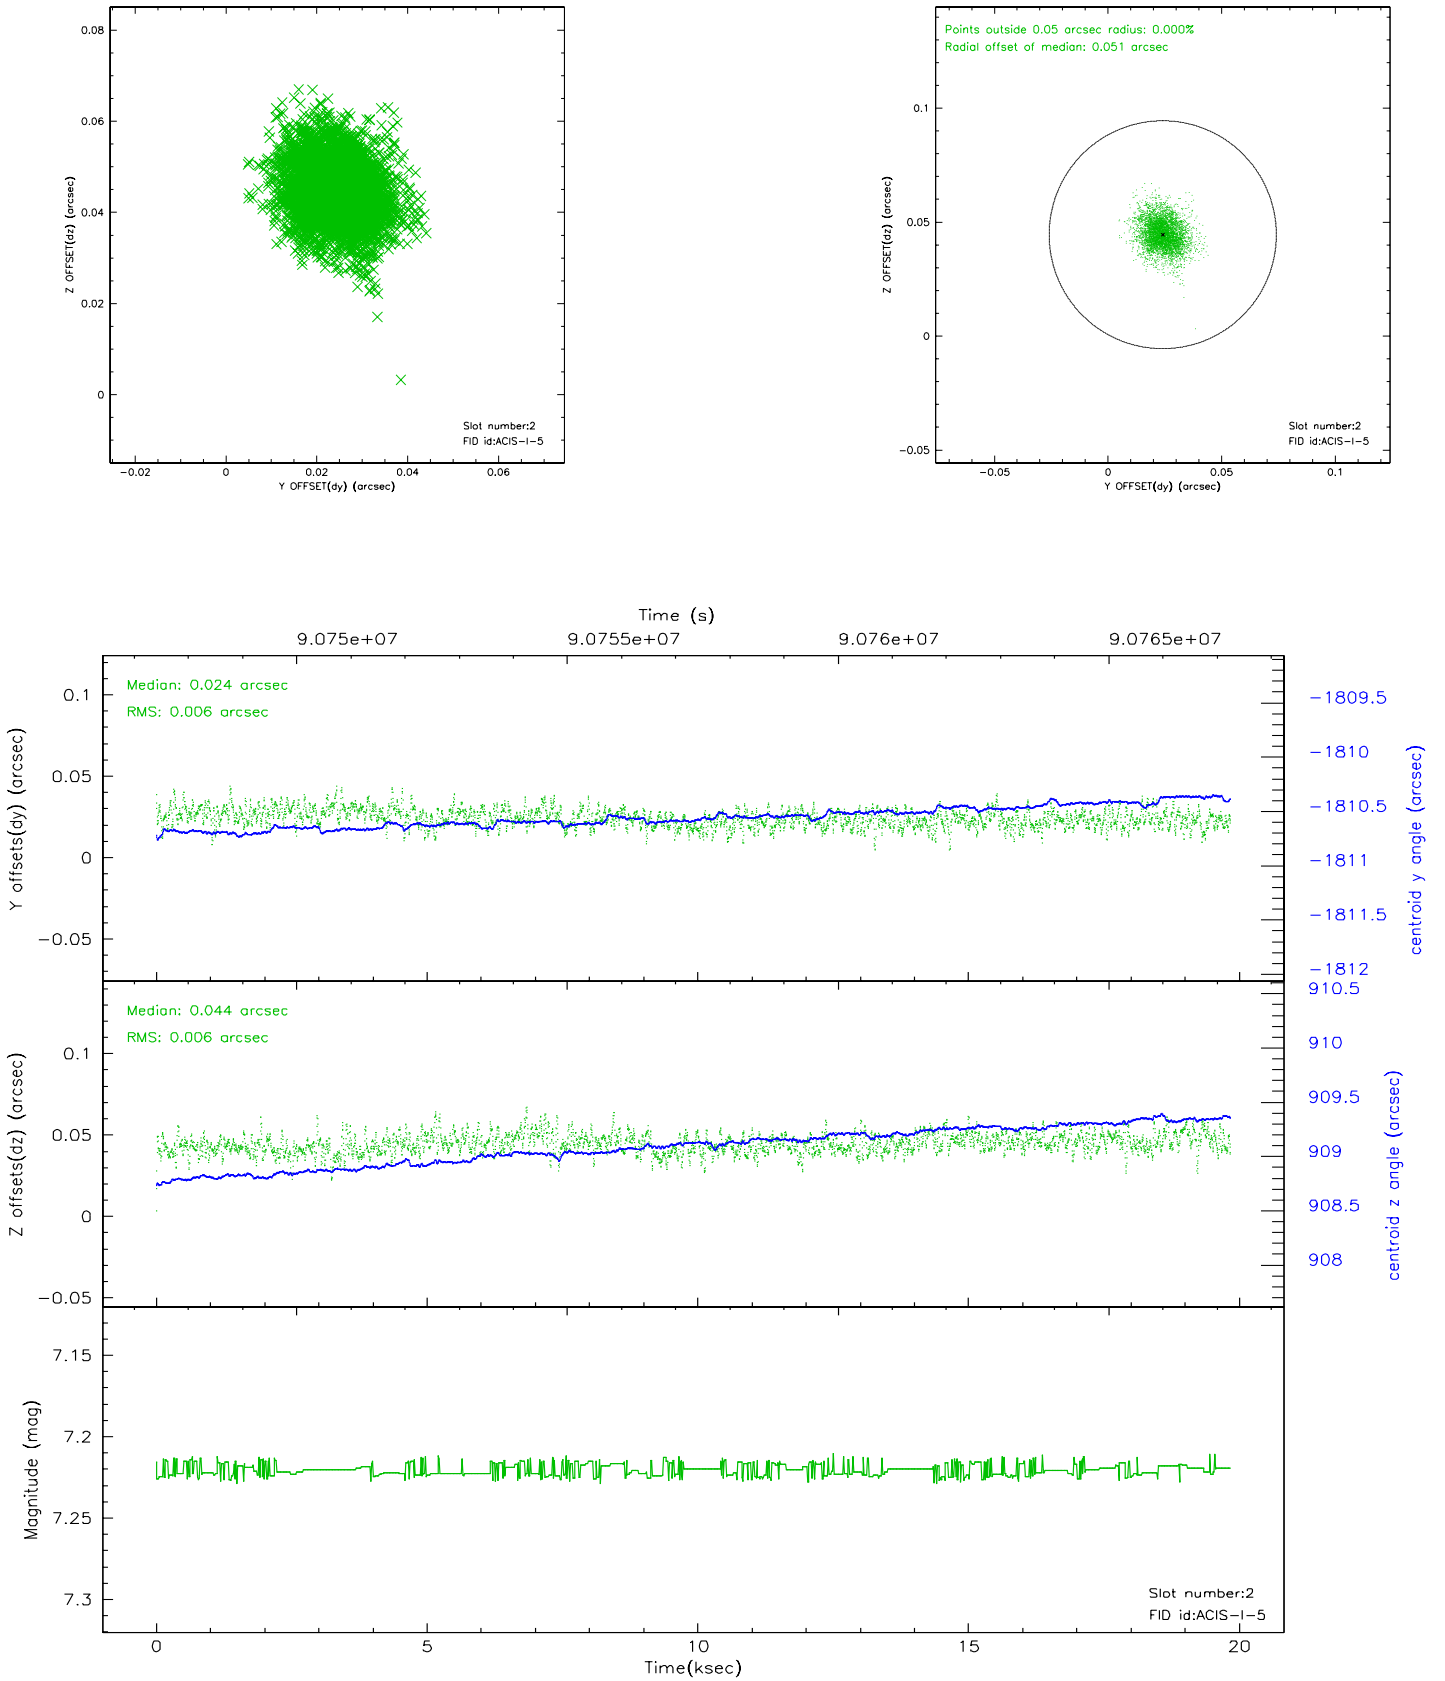 0.08
0.06
0.04
0.02
0
Z OFFSET(dz) (arcsec)
Slot number:2
FID id:ACIS-I-5
-0.02 0 0.02 0.04 0.06
Y OFFSET(dy) (arcsec)
Points outside 0.05 arcsec radius: 0.000%
Radial offset of median: 0.051 arcsec
0.1
0.05
0
-0.05
Z OFFSET(dz) (arcsec)
Slot number:2
FID id:ACIS-I-5
-0.05 0 0.05 0.1
Y OFFSET(dy) (arcsec)
Time (s)
9.075e+07 9.0755e+07 9.076e+07 9.0765e+07
Median: 0.024 arcsec
RMS: 0.006 arcsec
0.1
0.05
0
-0.05
Y offsets(dy) (arcsec)
-1809.5
-1810
-1810.5
-1811
-1811.5
-1812
centroid y angle (arcsec)
Median: 0.044 arcsec
RMS: 0.006 arcsec
0.1
0.05
0
-0.05
Z offsets(dz) (arcsec)
910.5
910
909.5
909
908.5
908
centroid z angle (arcsec)
7.15
7.2
7.25
7.3
Magnitude (mag)
Slot number:2
FID id:ACIS-I-5
0 5 10 15 20
Time(ksec)